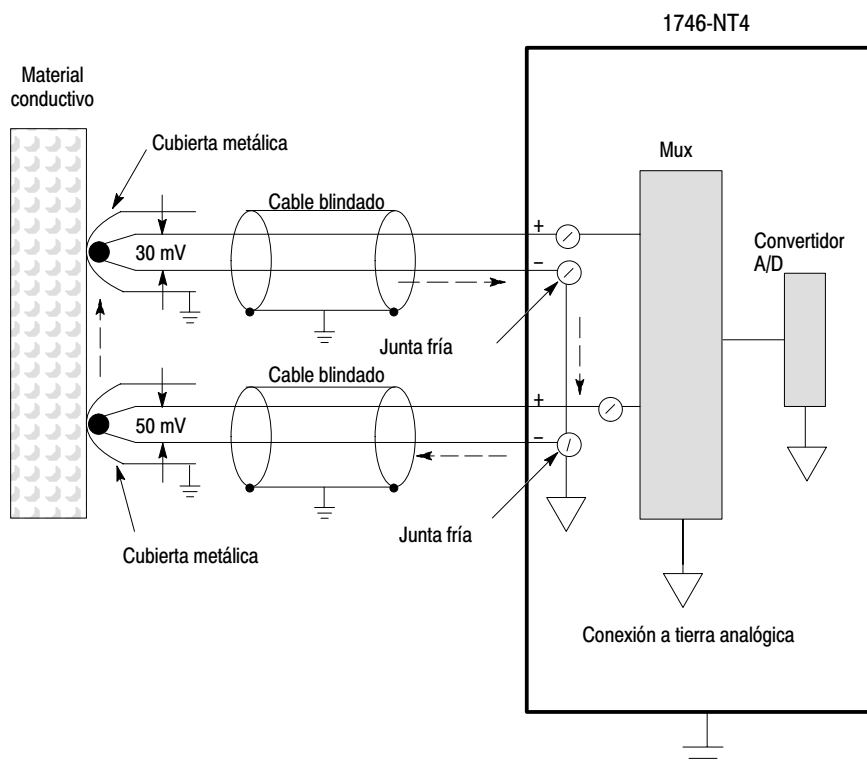 1746-NT4
Material
conductivo
Cubierta metálica
Mux
Cable blindado
Convertidor
A/D
+
30 mV
−
Junta fría
Cable blindado
+
50 mV
−
Junta fría
Cubierta metálica
Conexión a tierra analógica